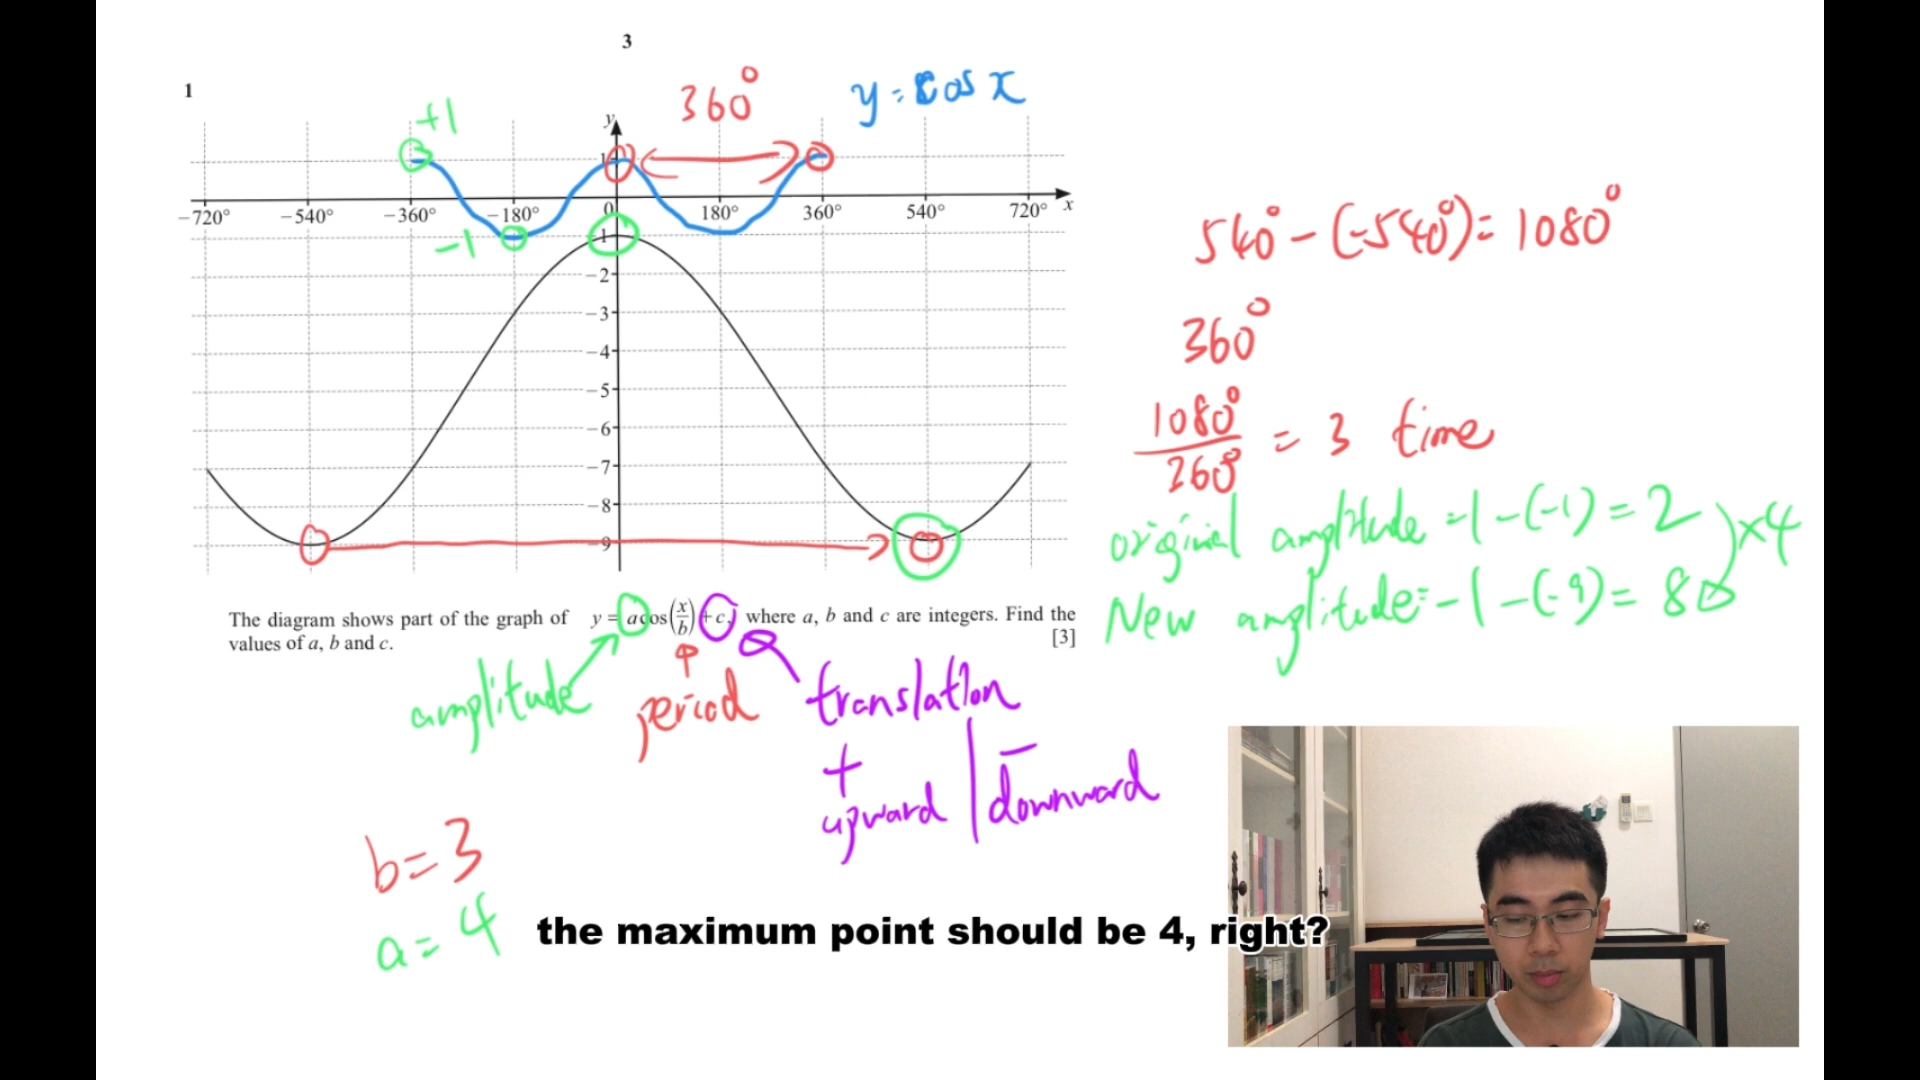 3
1
+1
360°
y = cos x
y
1
-720° -540° -360° -180° 0 180° 360° 540° 720° x
-1
1
-2
-3
-4
-5
-6
-7
-8
-9
540° - (-540°) = 1080°
360°
1080°/360° = 3 time
original amplitude = 1 - (-1) = 2
×4
New amplitude = -1 - (-9) = 8
The diagram shows part of the graph of y = a cos(x/b) + c, where a, b and c are integers. Find the
values of a, b and c. [3]
amplitude
period
translation
+ −
upward / downward
b = 3
a = 4
the maximum point should be 4, right?